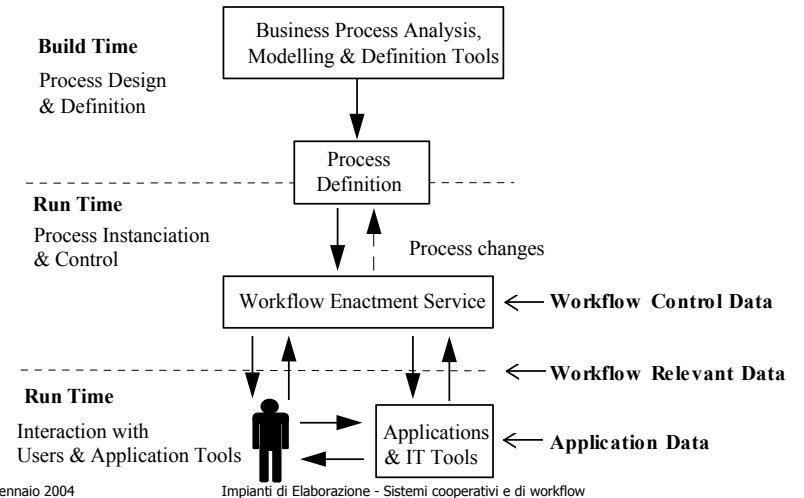 Business Process Analysis,
Modelling & Definition Tools
Build Time
Process Design
& Definition
Process
Definition
Run Time
Process Instanciation
& Control
Process changes
Workflow Enactment Service
Workflow Control Data
Workflow Relevant Data
Run Time
Interaction with
Users & Application Tools
Applications
& IT Tools
Application Data
ennaio 2004
Impianti di Elaborazione - Sistemi cooperativi e di workflow